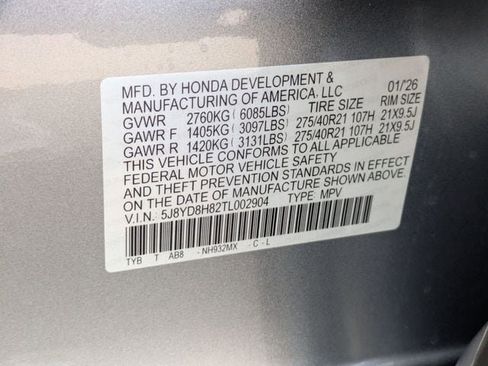 MFD. BY HONDA DEVELOPMENT & 01/'26
MANUFACTURING OF AMERICA, LLC
GVWR 2760KG (6085LBS) TIRE SIZE RIM SIZE
GAWR F 1405KG (3097LBS) 275/40R21 107H 21X9.5J
GAWR R 1420KG (3131LBS) 275/40R21 107H 21X9.5J
THIS VEHICLE CONFORMS TO ALL APPLICABLE
FEDERAL MOTOR VEHICLE SAFETY
AND THEFT PREVENTION STANDARDS IN EFFECT
ON THE DATE OF MANUFACTURE SHOWN ABOVE.
V.I.N: 5J8YD8H82TL002904 TYPE: MPV
TYB T AB8 - NH932MX - C - L